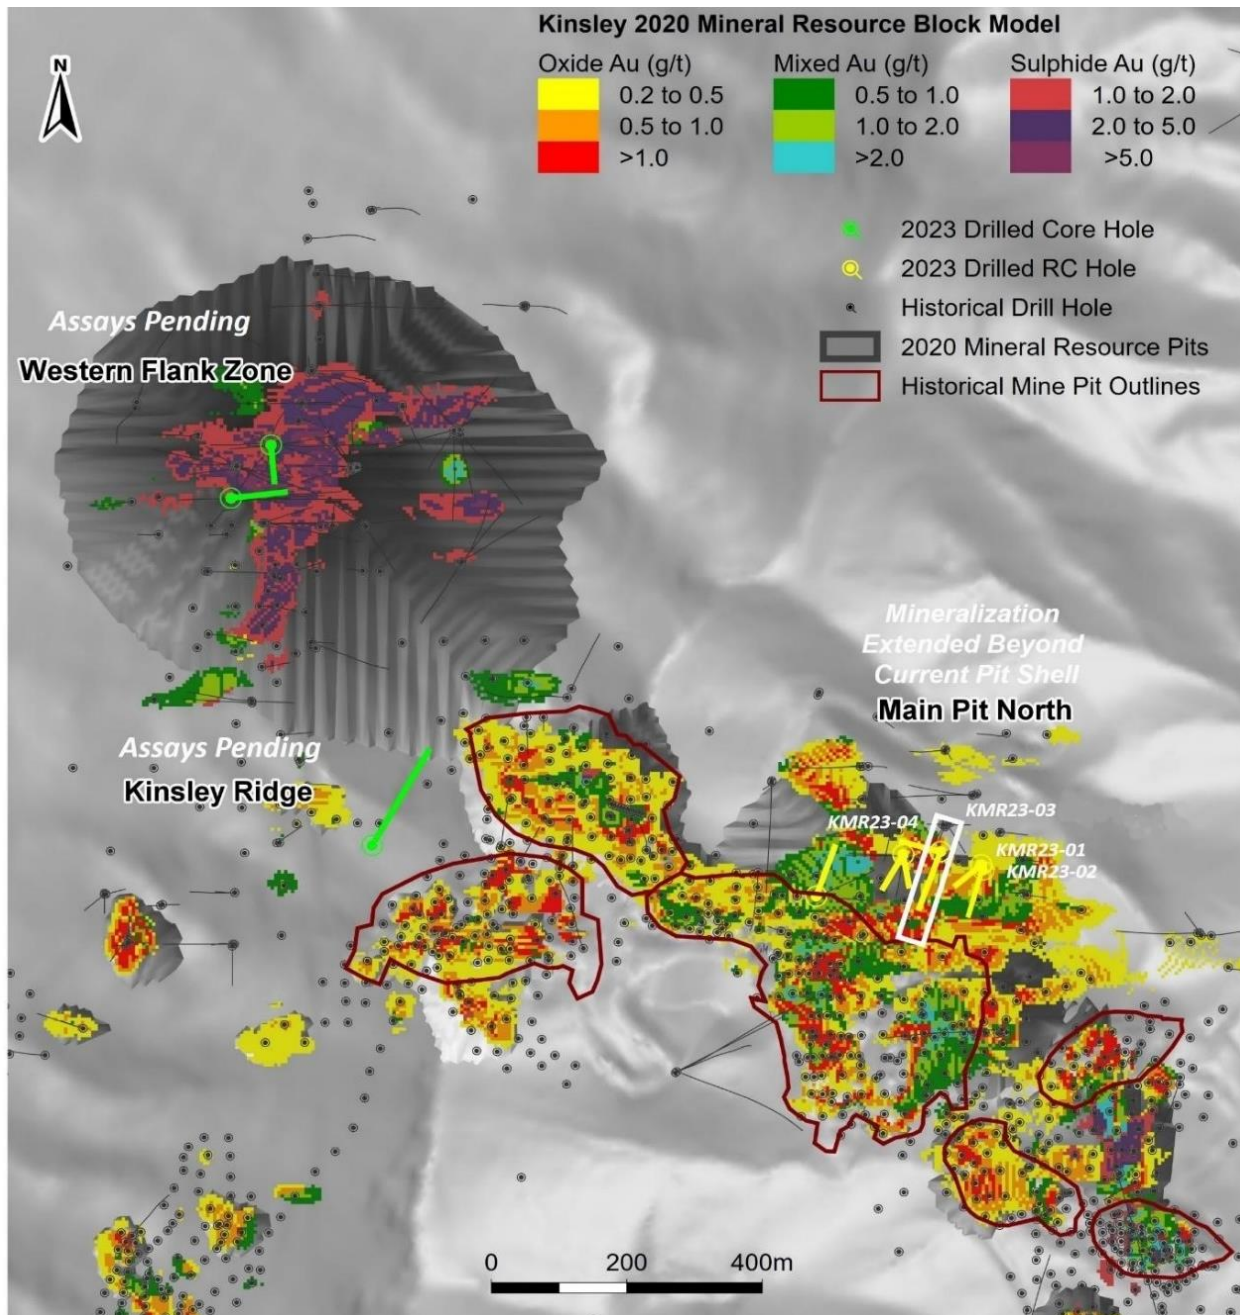 Kinsley 2020 Mineral Resource Block Model
Oxide Au (g/t)
0.2 to 0.5
0.5 to 1.0
>1.0
Mixed Au (g/t)
0.5 to 1.0
1.0 to 2.0
>2.0
Sulphide Au (g/t)
1.0 to 2.0
2.0 to 5.0
>5.0
N
2023 Drilled Core Hole
2023 Drilled RC Hole
Historical Drill Hole
2020 Mineral Resource Pits
Historical Mine Pit Outlines
Assays Pending
Western Flank Zone
Mineralization
Extended Beyond
Current Pit Shell
Main Pit North
Assays Pending
Kinsley Ridge
KMR23-04
KMR23-03
KMR23-01
KMR23-02
0 200 400m